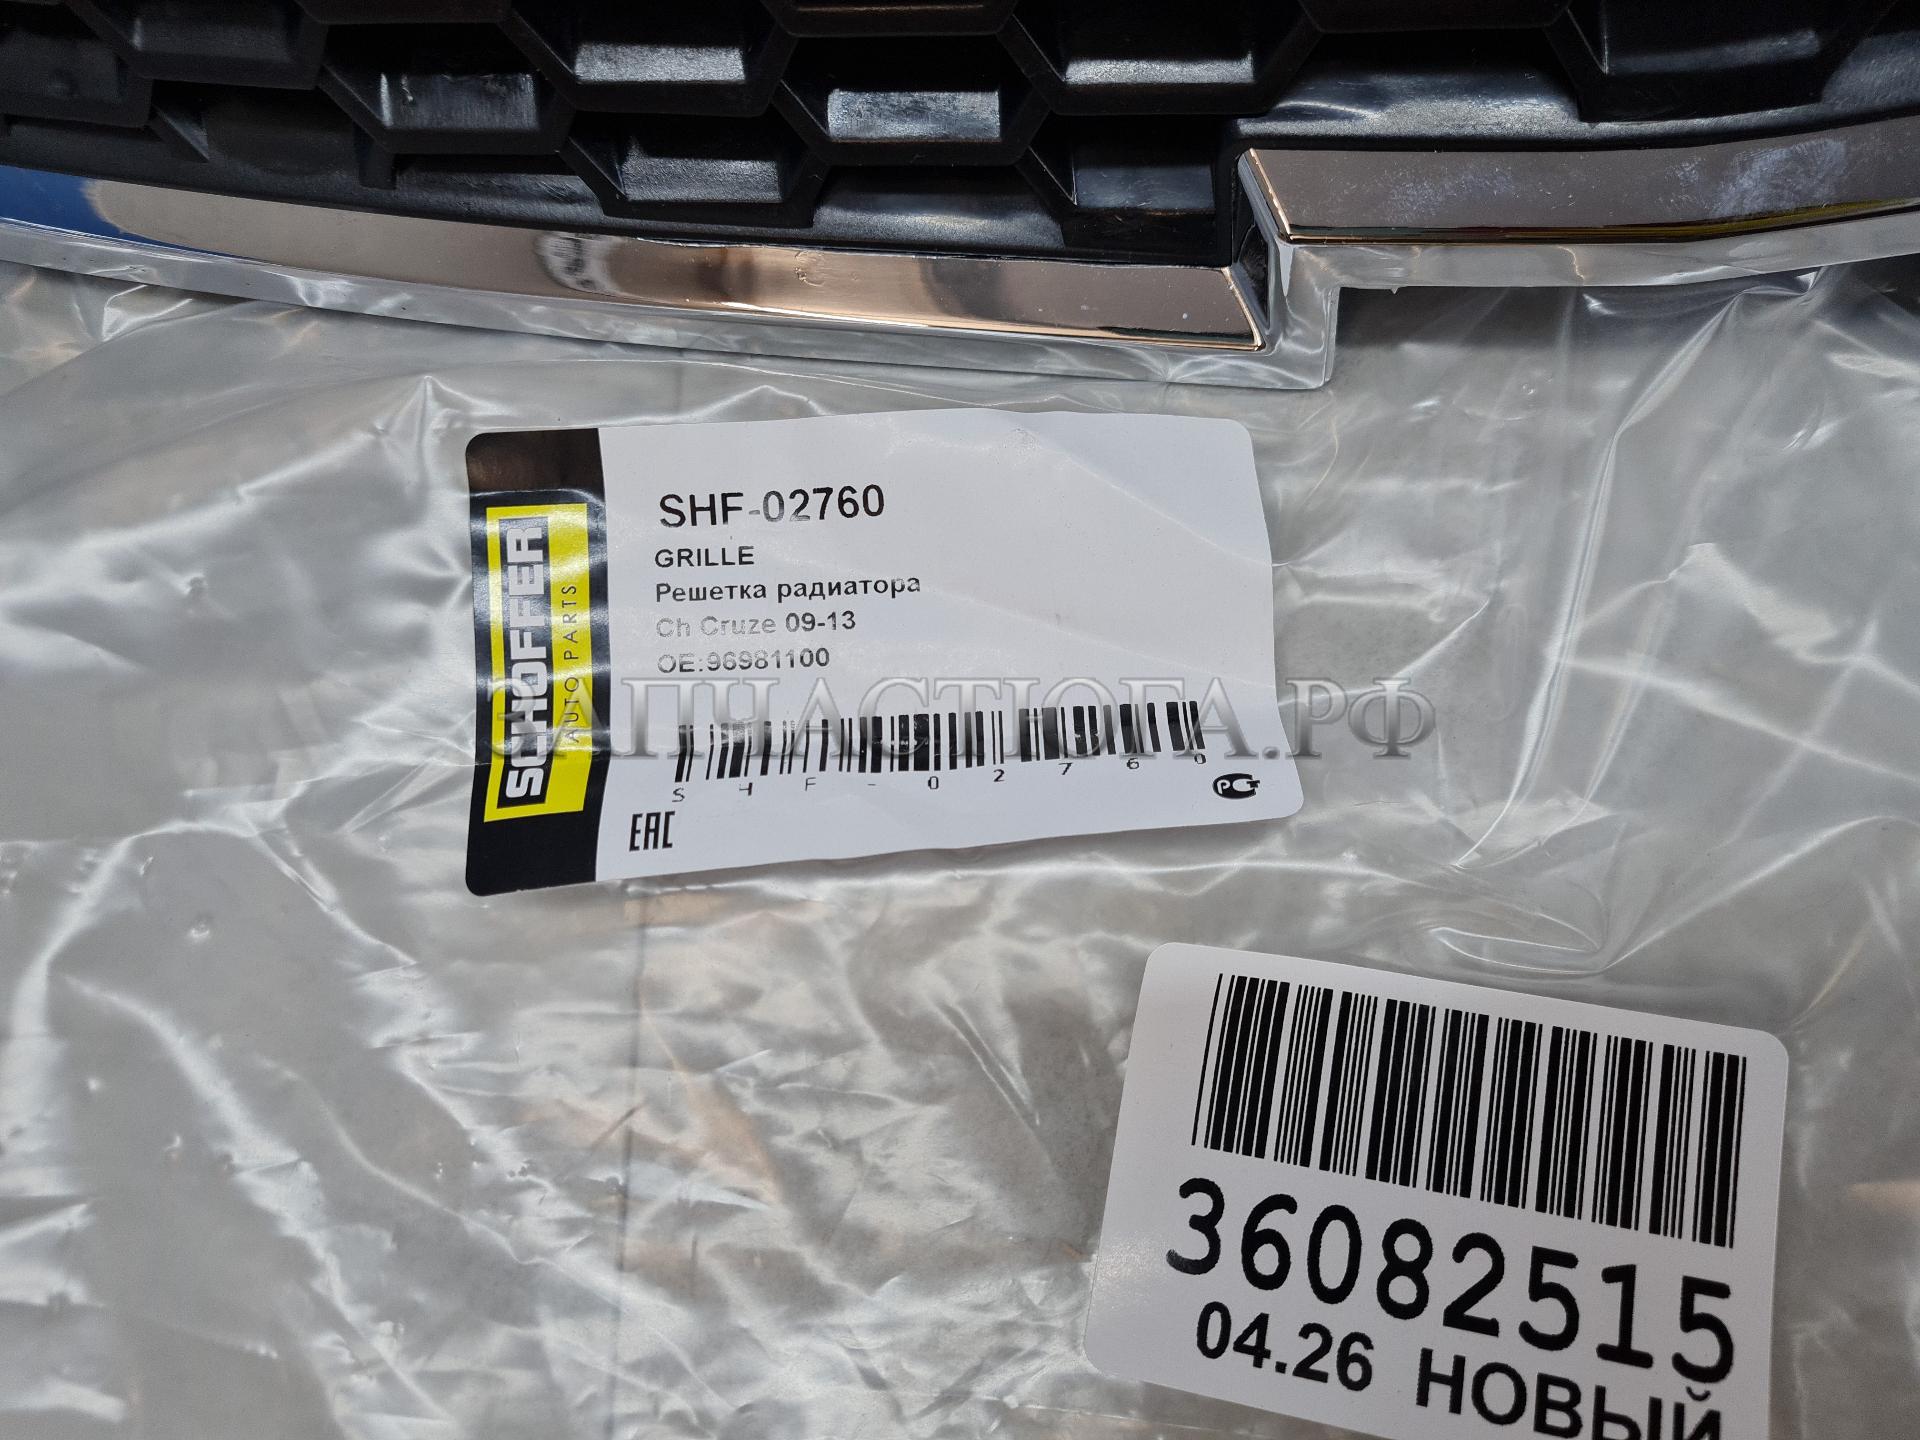 SHF-02760
GRILLE
Решетка радиатора
Ch Cruze 09-13
OE:96981100
SCHOFFER
AUTO PARTS
ЗАПЧАСТЮГА.РФ
S H F - 0 2 7 6 0
EAC
РСТ
36082515
04.26 НОВЫЙ